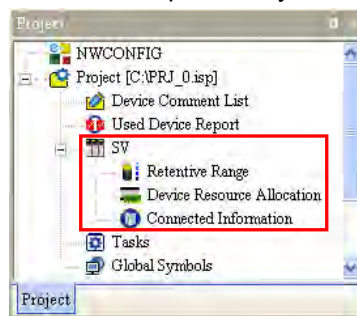 Project
NWCONFIG
Project [C:\PRJ_0.isp]
Device Comment List
Used Device Report
SV
Retentive Range
Device Resource Allocation
Connected Information
Tasks
Global Symbols
Project